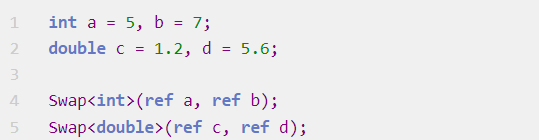 1 int a = 5, b = 7;
2 double c = 1.2, d = 5.6;
3
4 Swap<int>(ref a, ref b);
5 Swap<double>(ref c, ref d);